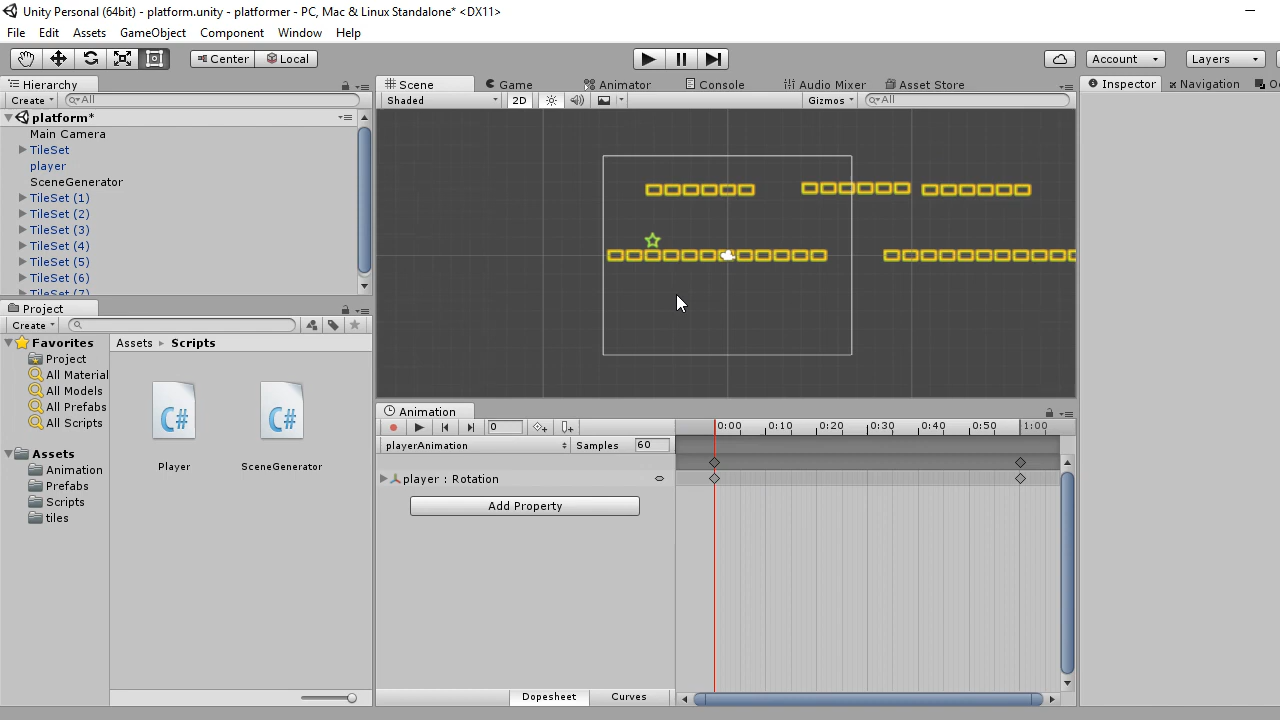 Unity Personal (64bit) - platform.unity - platformer - PC, Mac & Linux Standalone* <DX11>
File Edit Assets GameObject Component Window Help
Center Local Account Layers
Hierarchy
Create All
platform*
Main Camera
TileSet
player
SceneGenerator
TileSet (1)
TileSet (2)
TileSet (3)
TileSet (4)
TileSet (5)
TileSet (6)
TileSet (7)
Scene Game Animator Console Audio Mixer Asset Store
Shaded 2D Gizmos All
Inspector Navigation
Project
Create
Favorites
Project
All Material
All Models
All Prefabs
All Scripts
Assets
Animation
Prefabs
Scripts
tiles
Assets Scripts
C# C#
Player SceneGenerator
Animation
0 0:00 0:10 0:20 0:30 0:40 0:50 1:00
playerAnimation Samples 60
player : Rotation
Add Property
Dopesheet Curves